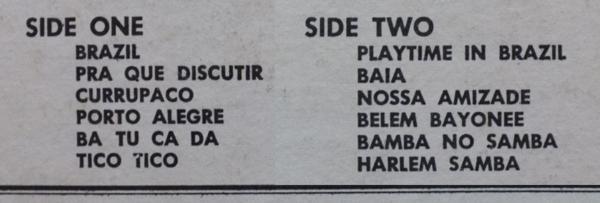 SIDE ONE
BRAZIL
PRA QUE DISCUTIR
CURRUPACO
PORTO ALEGRE
BA TU CA DA
TICO TICO
SIDE TWO
PLAYTIME IN BRAZIL
BAIA
NOSSA AMIZADE
BELEM BAYONEE
BAMBA NO SAMBA
HARLEM SAMBA